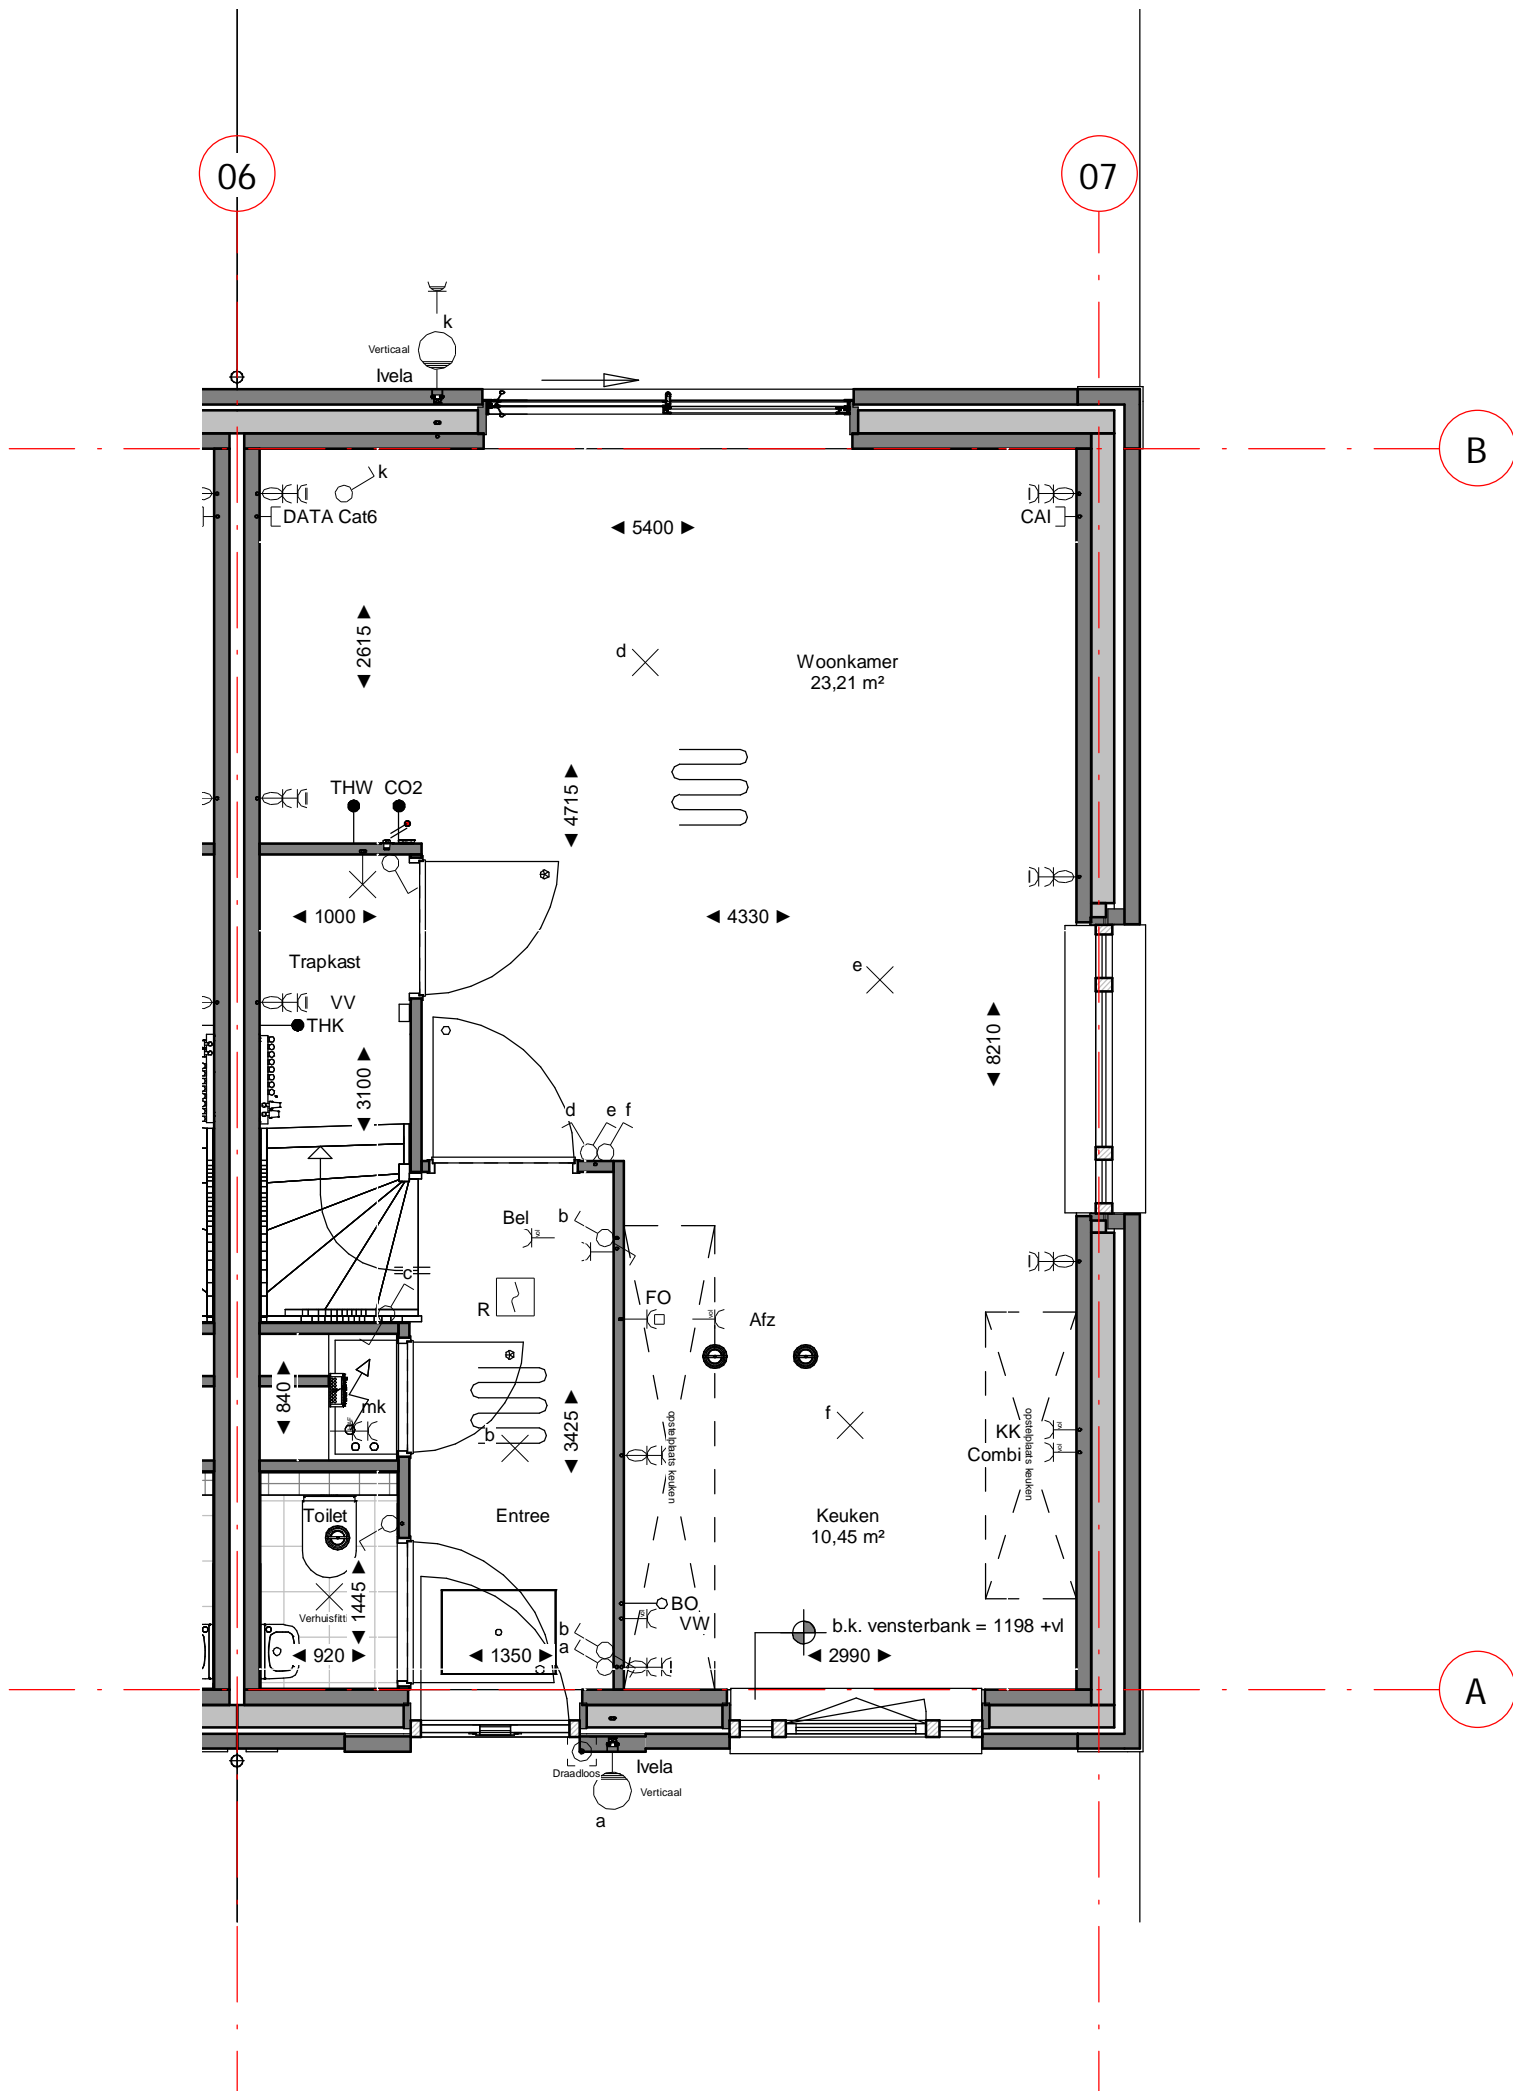 06
07
k
Verticaal
Ivela
B
k
DATA Cat6
CAI
5400
2615
d
Woonkamer
23,21 m²
THW
CO2
4715
1000
4330
Trapkast
e
VV
THK
8210
3100
d
e
f
Bel
b
c
R
FO
Afz
840
mk
b
3425
f
opstelplaats keuken
KK
Combi
opstelplaats keuken
Toilet
Entree
Keuken
10,45 m²
1445
Verhuisfitti
BO
VW
b
a
b.k. vensterbank = 1198 +vl
920
1350
2990
A
Draadloos
Ivela
Verticaal
a